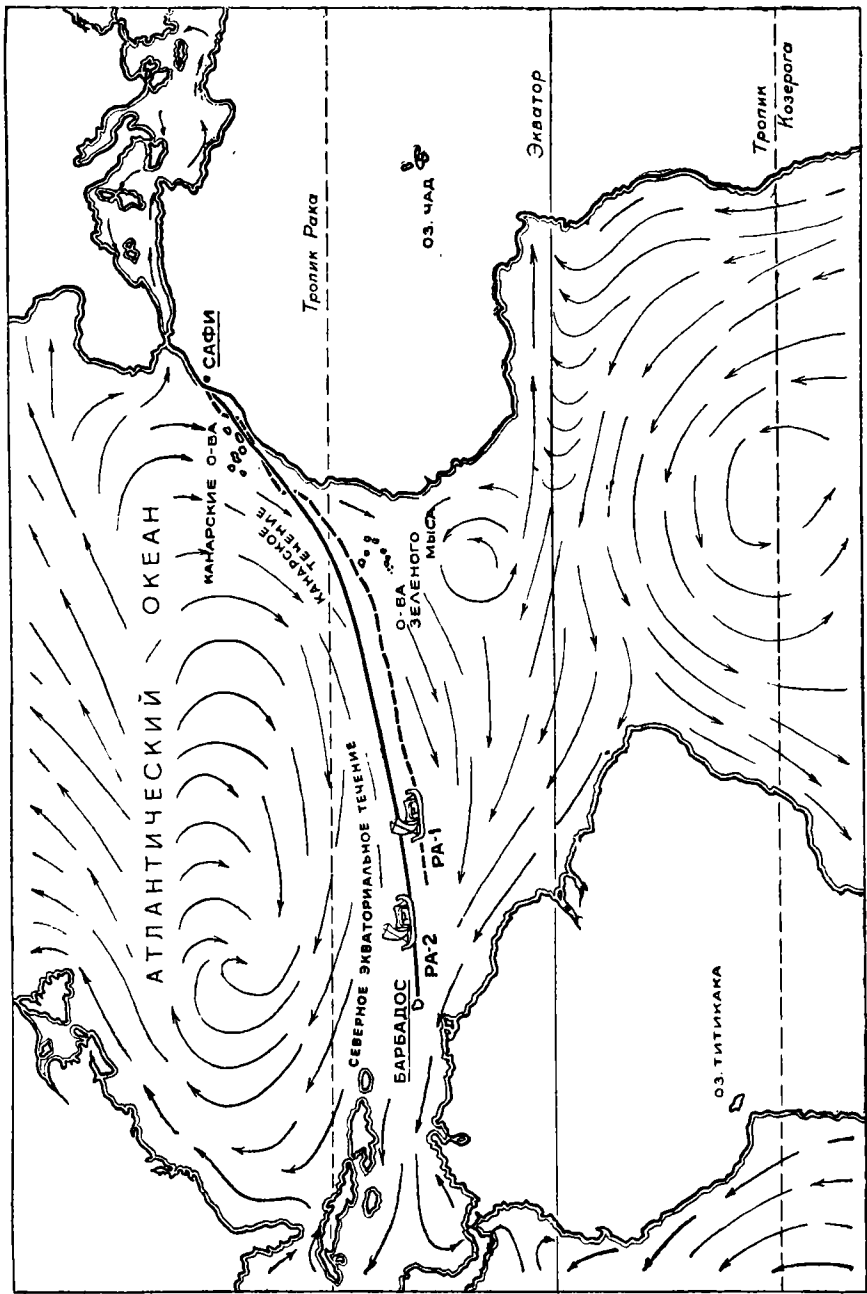 АТЛАНТИЧЕСКИЙ ОКЕАН
КАНАРСКИЕ О-ВА
САФИ
КАНАРСКОЕ
ТЕЧЕНИЕ
Тропик Рака
СЕВЕРНОЕ ЭКВАТОРИАЛЬНОЕ ТЕЧЕНИЕ
О-ВА
ЗЕЛЕНОГО
МЫСА
ОЗ. ЧАД
БАРБАДОС
РА-2
РА-1
Экватор
ОЗ. ТИТИКАКА
Тропик
Козерога